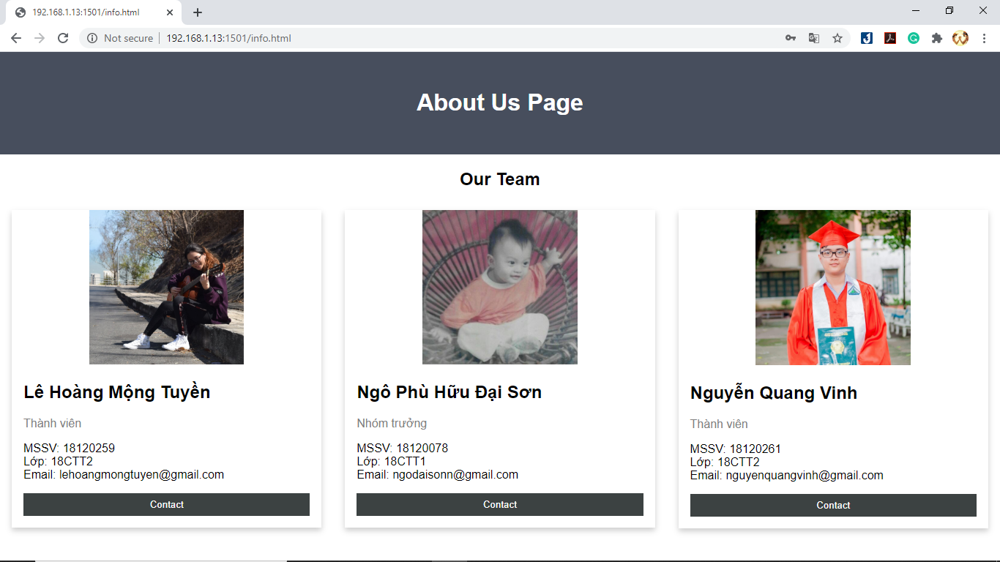 192.168.1.13:1501/info.html
Not secure | 192.168.1.13:1501/info.html
About Us Page
Our Team
Lê Hoàng Mộng Tuyền
Thành viên
MSSV: 18120259
Lớp: 18CTT2
Email: lehoangmongtuyen@gmail.com
Contact
Ngô Phù Hữu Đại Sơn
Nhóm trưởng
MSSV: 18120078
Lớp: 18CTT1
Email: ngodaisonn@gmail.com
Contact
Nguyễn Quang Vinh
Thành viên
MSSV: 18120261
Lớp: 18CTT2
Email: nguyenquangvinh@gmail.com
Contact